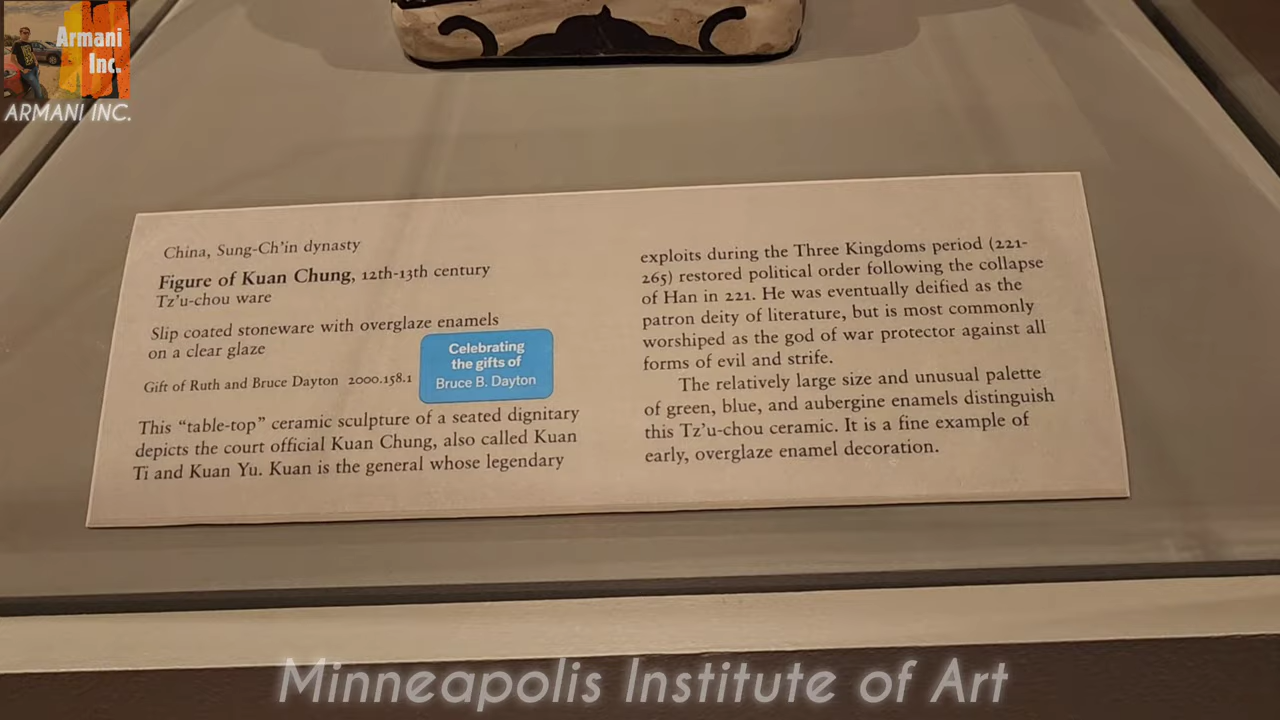 Armani
Inc.
ARMANI INC.
China, Sung-Ch'in dynasty
Figure of Kuan Chung, 12th-13th century
Tz'u-chou ware
Slip coated stoneware with overglaze enamels
on a clear glaze
Gift of Ruth and Bruce Dayton 2000.158.1
Celebrating
the gifts of
Bruce B. Dayton
This “table-top” ceramic sculpture of a seated dignitary
depicts the court official Kuan Chung, also called Kuan
Ti and Kuan Yu. Kuan is the general whose legendary
exploits during the Three Kingdoms period (221-
265) restored political order following the collapse
of Han in 221. He was eventually deified as the
patron deity of literature, but is most commonly
worshiped as the god of war protector against all
forms of evil and strife.
The relatively large size and unusual palette
of green, blue, and aubergine enamels distinguish
this Tz'u-chou ceramic. It is a fine example of
early, overglaze enamel decoration.
Minneapolis Institute of Art